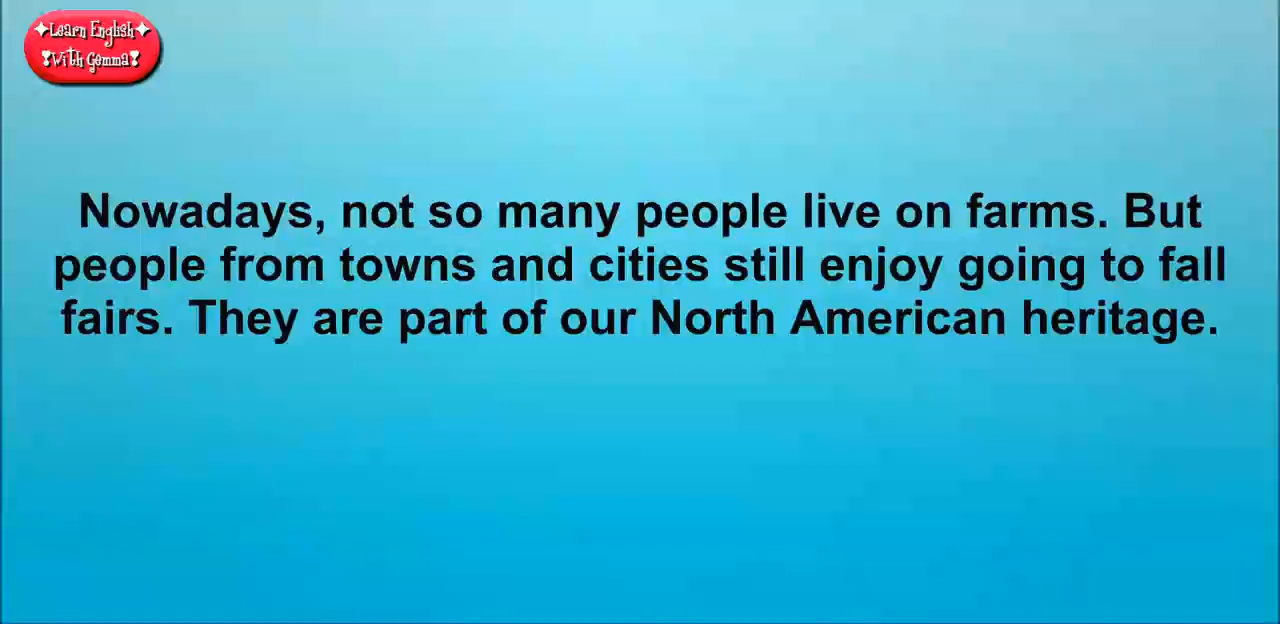 ✦Learn English✦
❣With Gemma❣
Nowadays, not so many people live on farms. But
people from towns and cities still enjoy going to fall
fairs. They are part of our North American heritage.